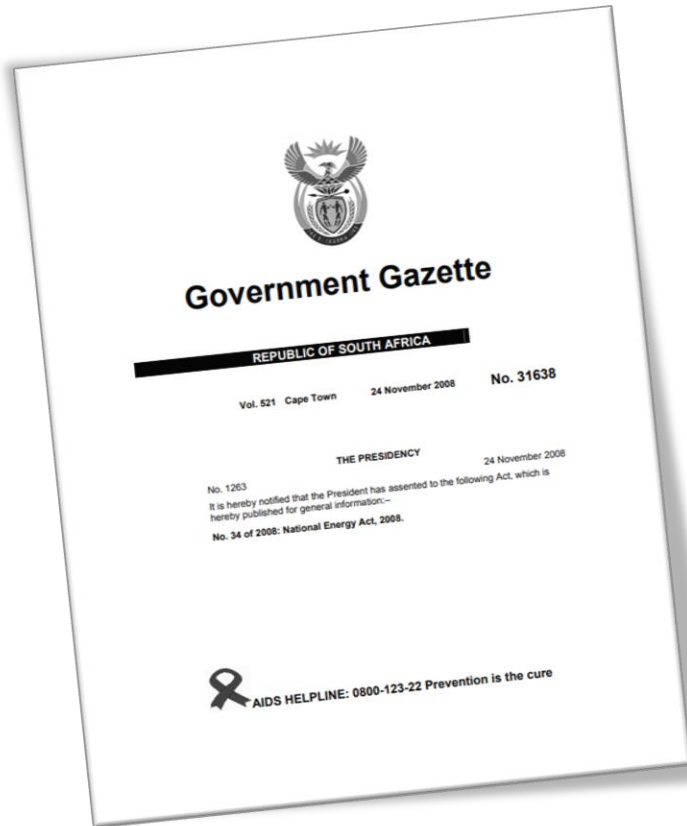 Government Gazette
REPUBLIC OF SOUTH AFRICA
Vol. 521 Cape Town 24 November 2008 No. 31638
THE PRESIDENCY
No. 1263 24 November 2008
It is hereby notified that the President has assented to the following Act, which is
hereby published for general information:–
No. 34 of 2008: National Energy Act, 2008.
AIDS HELPLINE: 0800-123-22 Prevention is the cure